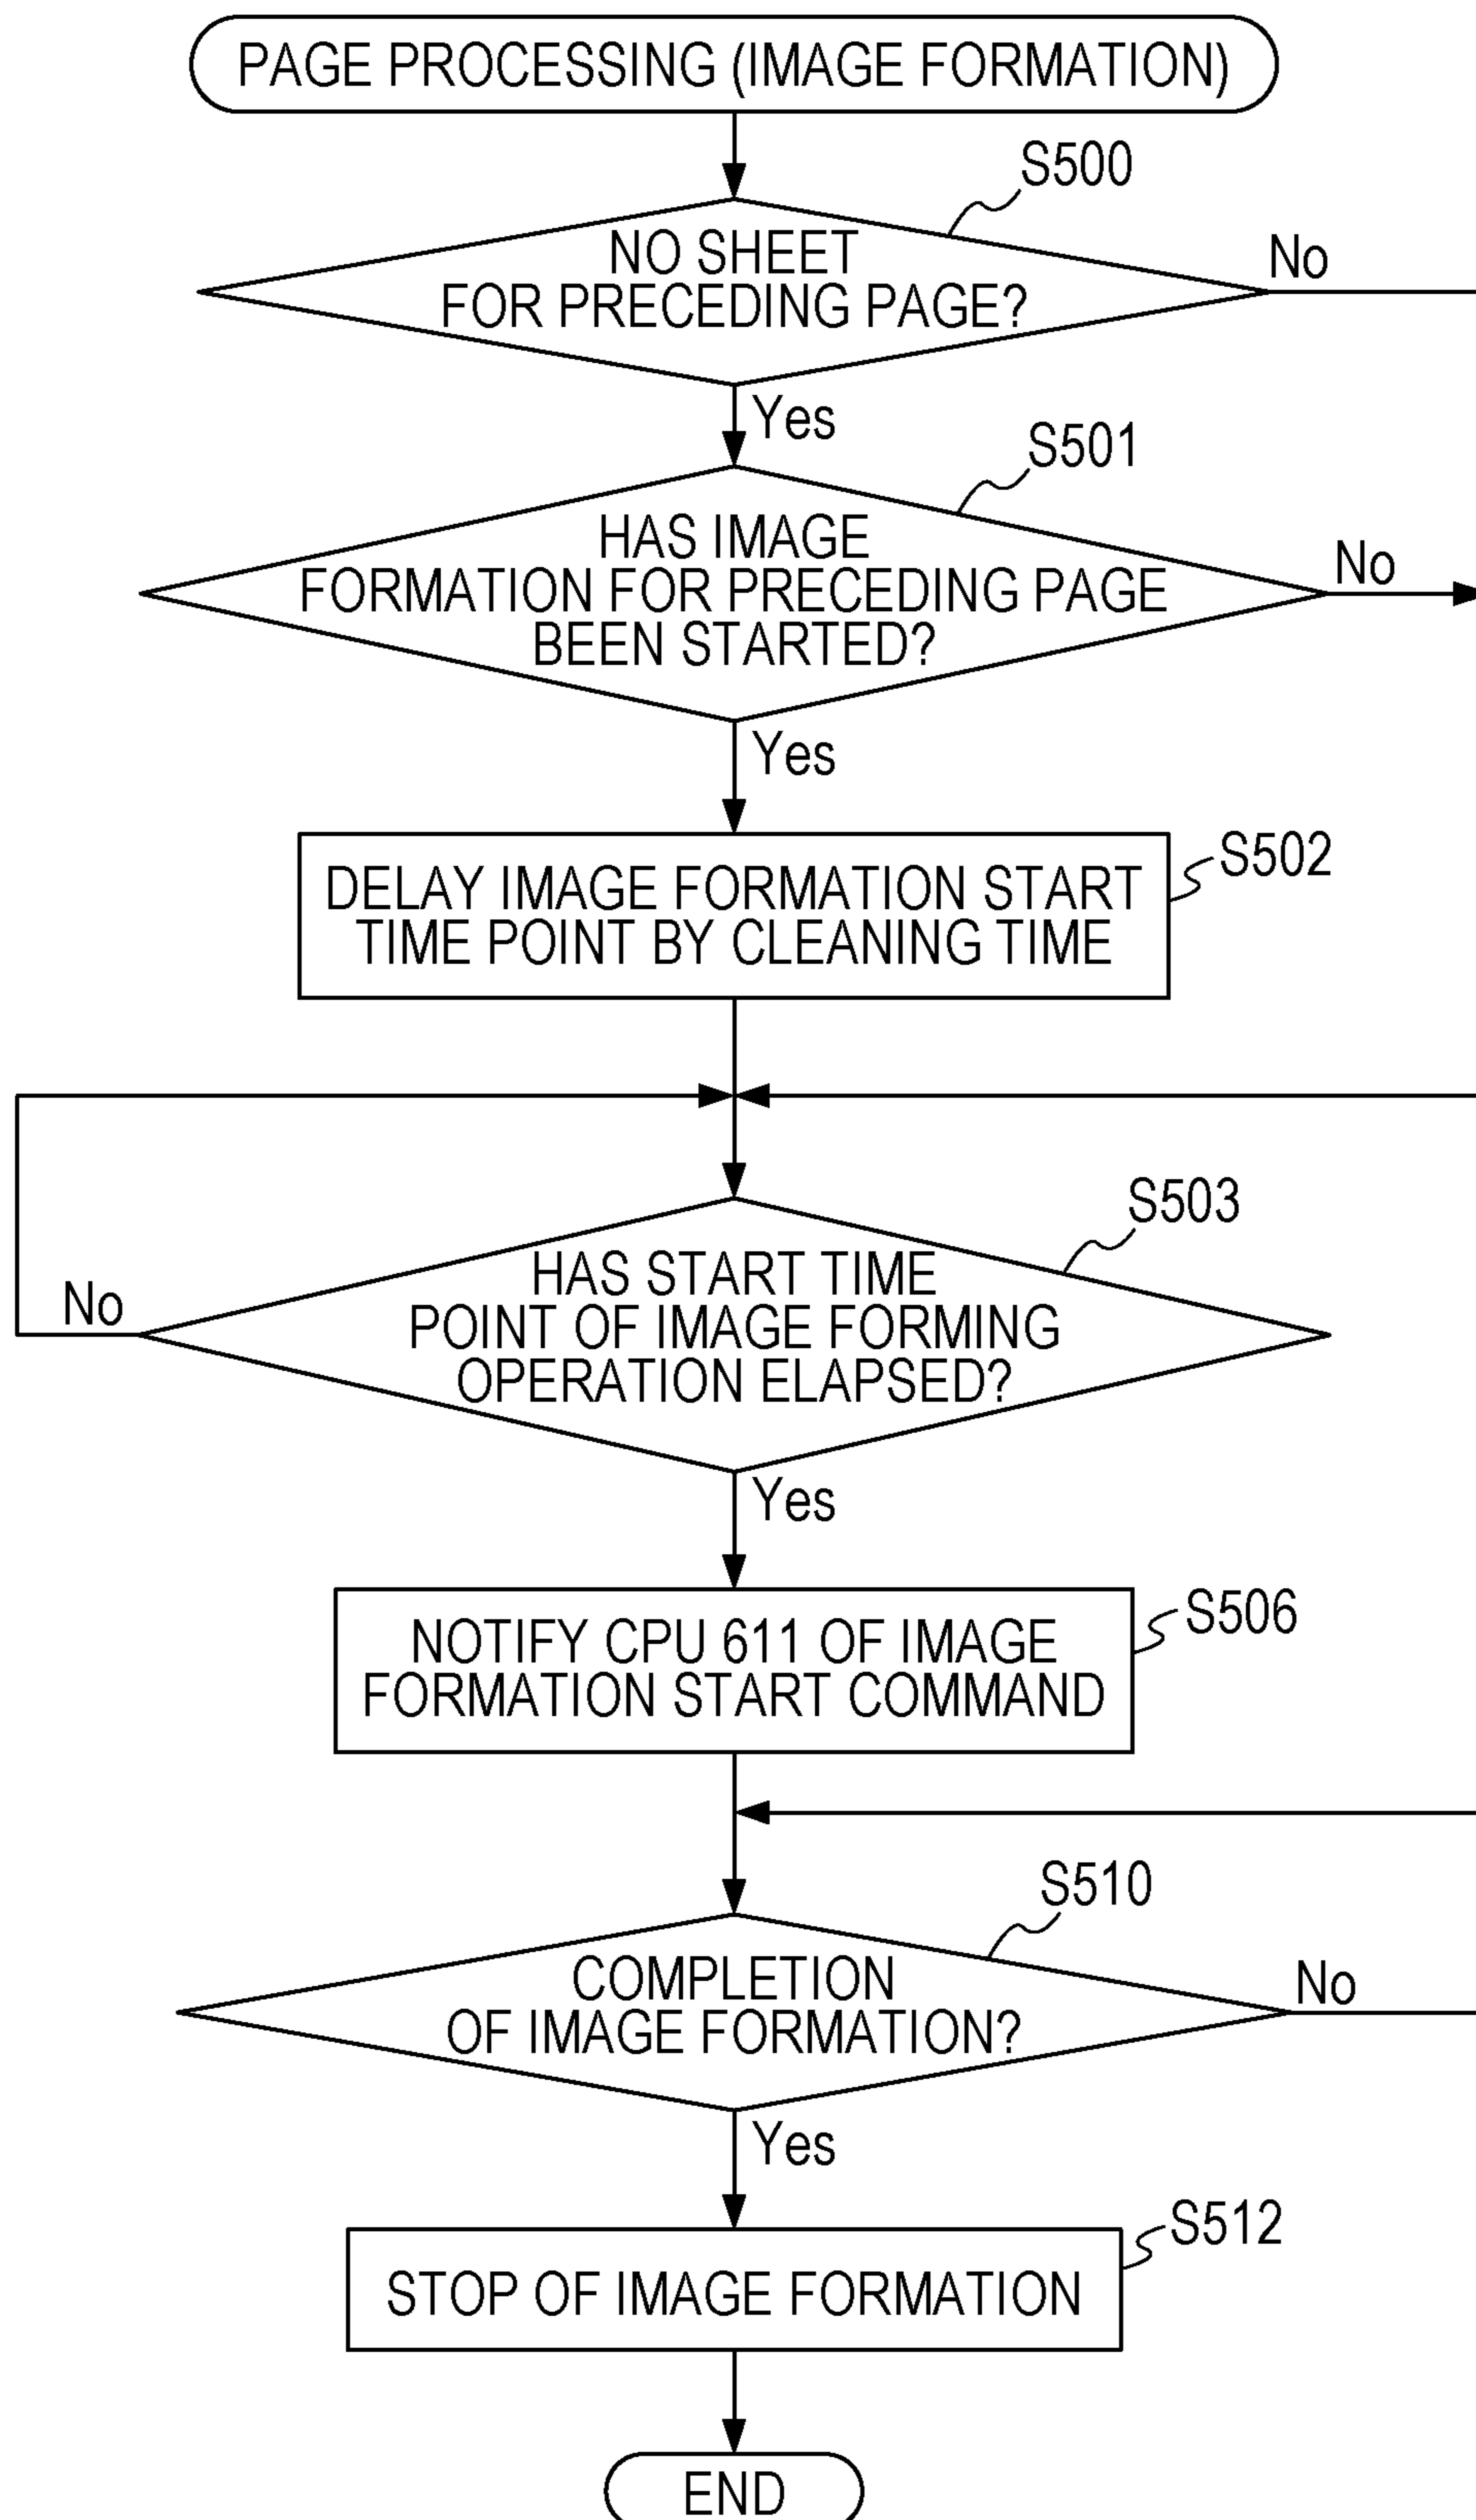 PAGE PROCESSING (IMAGE FORMATION)
S500
NO SHEET
FOR PRECEDING PAGE?
No
Yes
S501
HAS IMAGE
FORMATION FOR PRECEDING PAGE
BEEN STARTED?
No
Yes
S502
DELAY IMAGE FORMATION START
TIME POINT BY CLEANING TIME
S503
HAS START TIME
POINT OF IMAGE FORMING
OPERATION ELAPSED?
No
Yes
S506
NOTIFY CPU 611 OF IMAGE
FORMATION START COMMAND
S510
COMPLETION
OF IMAGE FORMATION?
No
Yes
S512
STOP OF IMAGE FORMATION
END